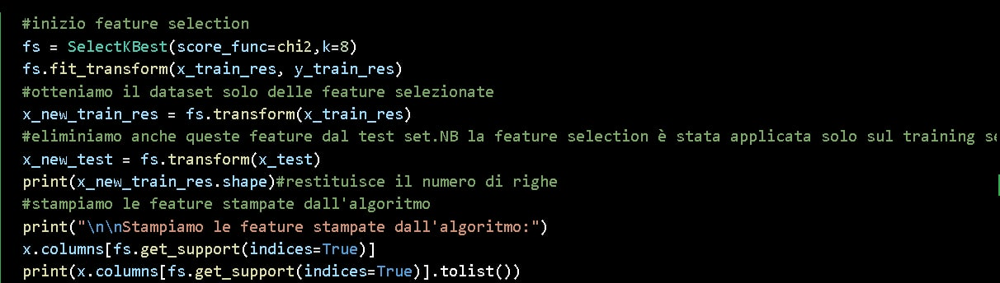 #inizio feature selection
fs = SelectKBest(score_func=chi2,k=8)
fs.fit_transform(x_train_res, y_train_res)
#otteniamo il dataset solo delle feature selezionate
x_new_train_res = fs.transform(x_train_res)
#eliminiamo anche queste feature dal test set.NB la feature selection è stata applicata solo sul training
x_new_test = fs.transform(x_test)
print(x_new_train_res.shape)#restituisce il numero di righe
#stampiamo le feature stampate dall'algoritmo
print("\n\nStampiamo le feature stampate dall'algoritmo:")
x.columns[fs.get_support(indices=True)]
print(x.columns[fs.get_support(indices=True)].tolist())